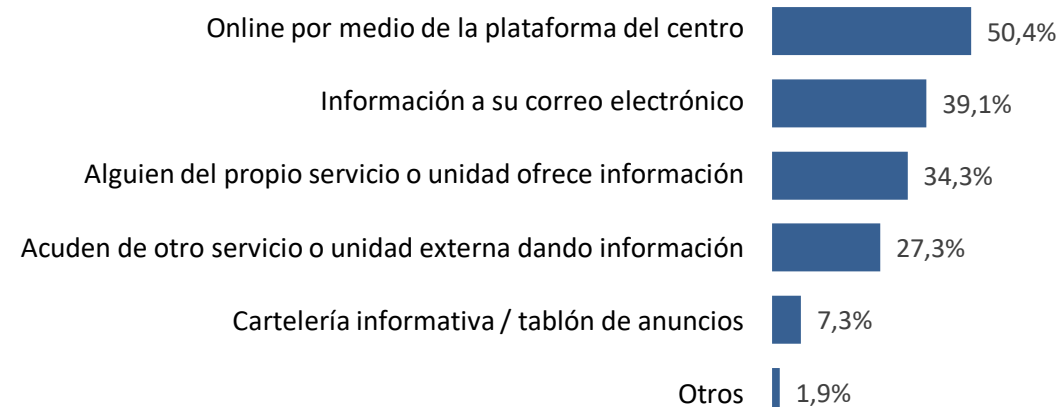 Online por medio de la plataforma del centro 50,4%
Información a su correo electrónico 39,1%
Alguien del propio servicio o unidad ofrece información 34,3%
Acuden de otro servicio o unidad externa dando información 27,3%
Cartelería informativa / tablón de anuncios 7,3%
Otros 1,9%